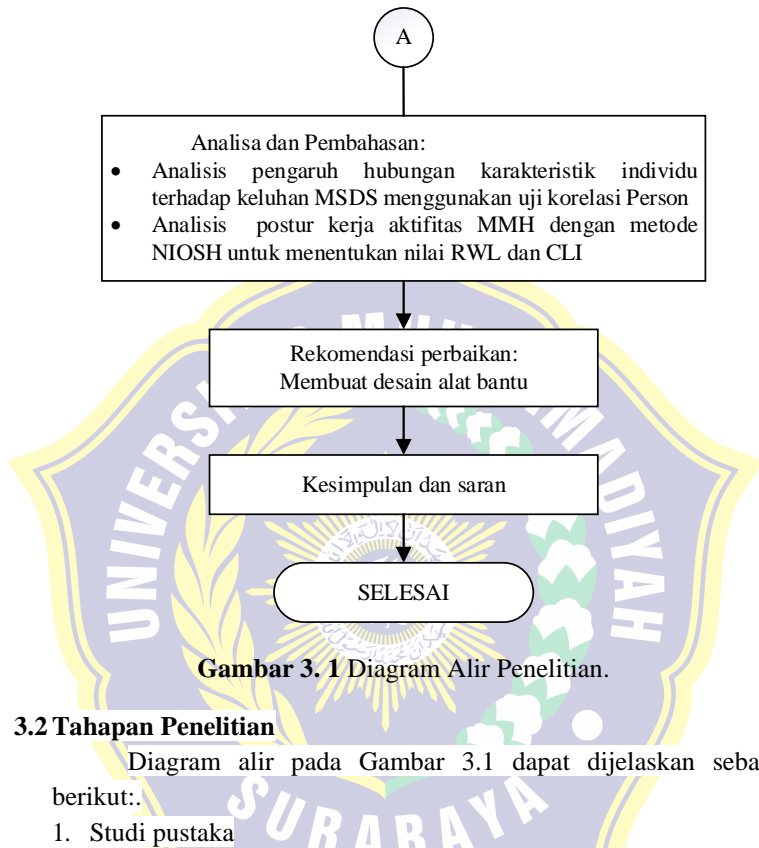 A
Analisa dan Pembahasan:
• Analisis pengaruh hubungan karakteristik individu
terhadap keluhan MSDS menggunakan uji korelasi Person
• Analisis postur kerja aktifitas MMH dengan metode
NIOSH untuk menentukan nilai RWL dan CLI
Rekomendasi perbaikan:
Membuat desain alat bantu
Kesimpulan dan saran
SELESAI
Gambar 3. 1 Diagram Alir Penelitian.
3.2 Tahapan Penelitian
Diagram alir pada Gambar 3.1 dapat dijelaskan seba
berikut:.
1. Studi pustaka
SURABAYA